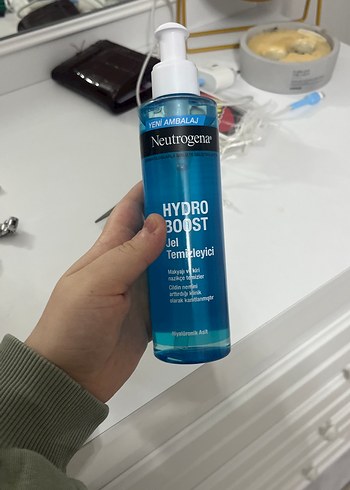 YENİ AMBALAJ
Neutrogena®
HYDRO
BOOST
Jel
Temizleyici
Makyajı ve kiri
nazikçe temizler
Cildin nemini
arttırdığı klinik
olarak kanıtlanmıştır
Hyalüronik Asit